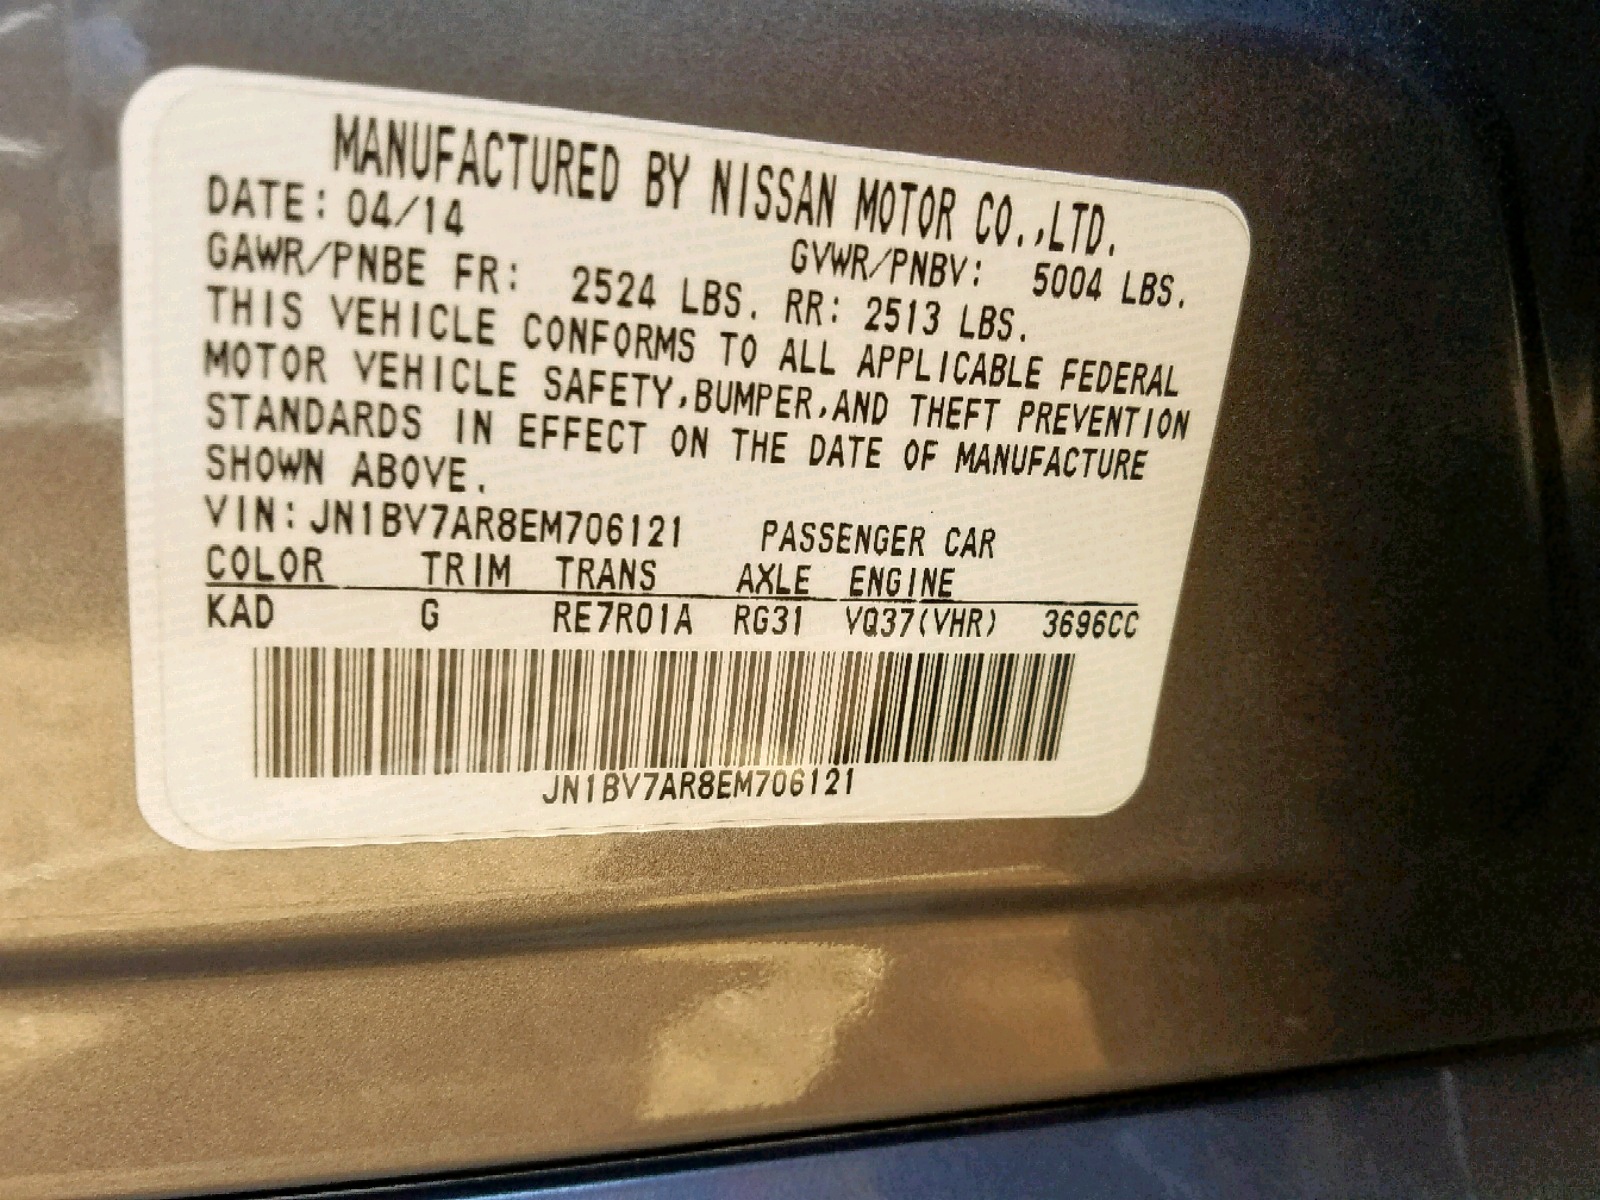 MANUFACTURED BY NISSAN MOTOR CO.,LTD.
DATE: 04/14 GVWR/PNBV: 5004 LBS.
GAWR/PNBE FR: 2524 LBS. RR: 2513 LBS.
THIS VEHICLE CONFORMS TO ALL APPLICABLE FEDERAL
MOTOR VEHICLE SAFETY,BUMPER,AND THEFT PREVENTION
STANDARDS IN EFFECT ON THE DATE OF MANUFACTURE
SHOWN ABOVE.
VIN: JN1BV7AR8EM706121 PASSENGER CAR
COLOR TRIM TRANS AXLE ENGINE
KAD G RE7R01A RG31 VQ37(VHR) 3696CC
JN1BV7AR8EM706121